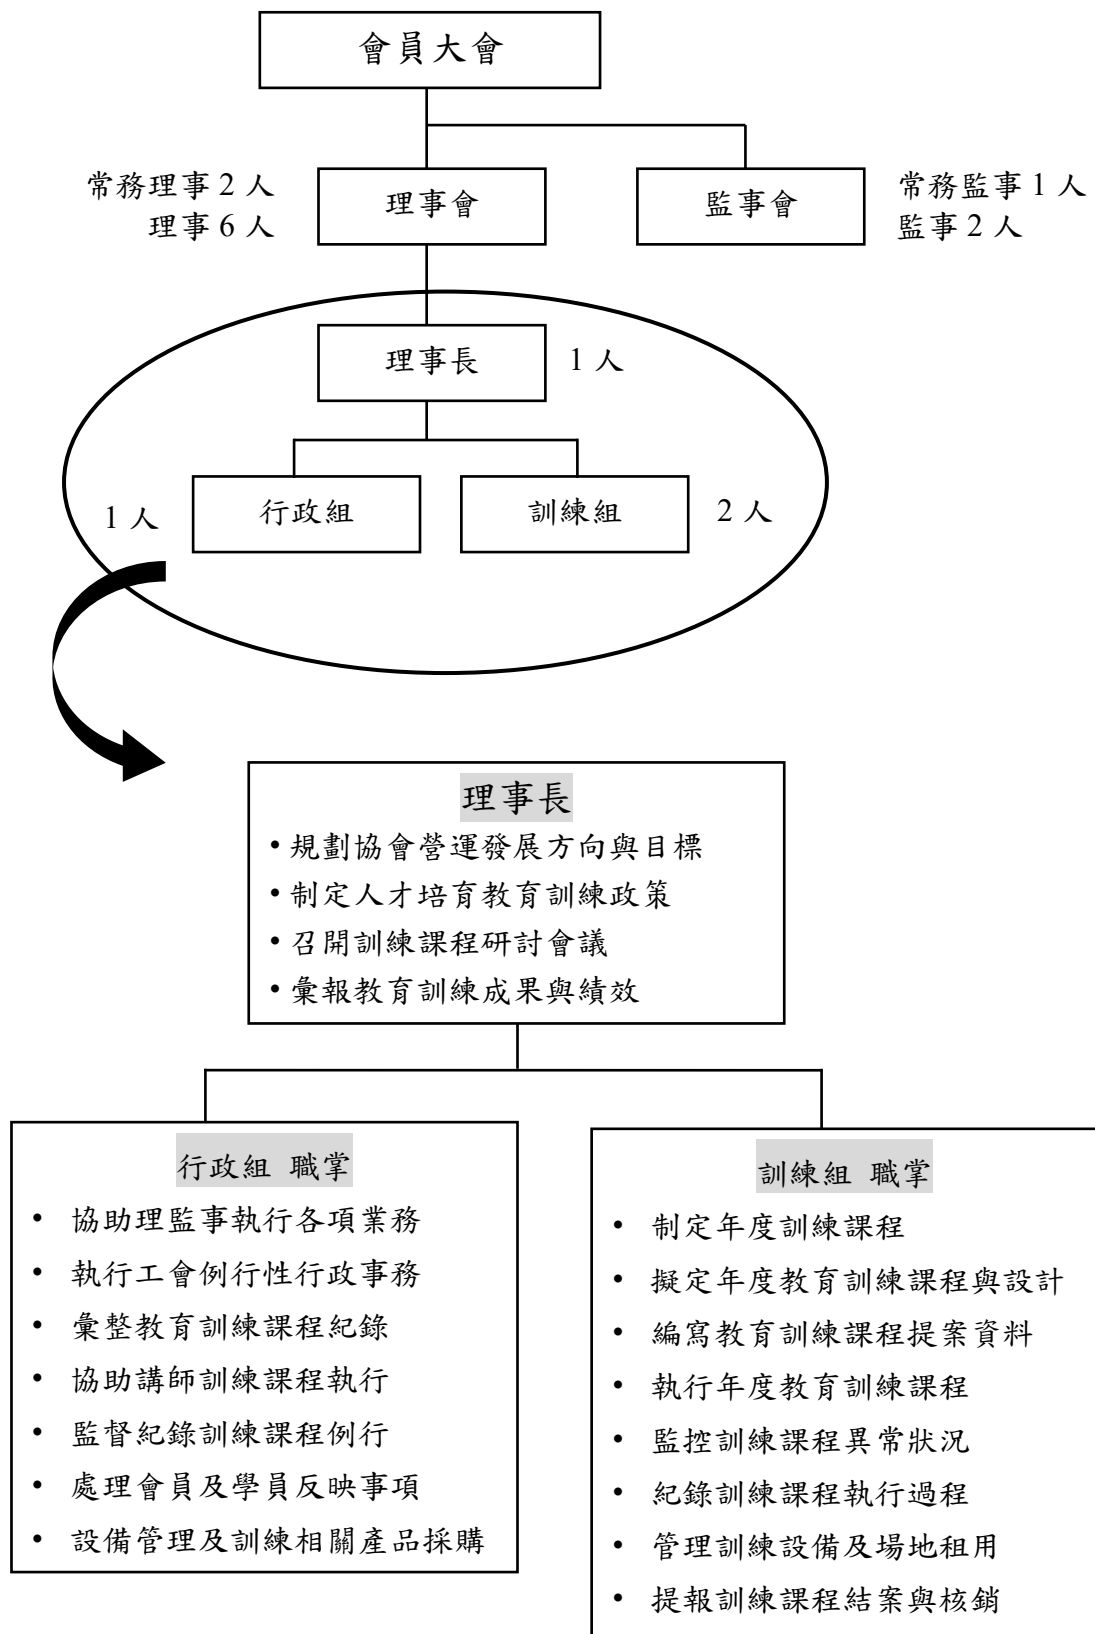 會員大會
常務理事 2 人
理事 6 人
理事會
監事會
常務監事 1 人
監事 2 人
理事長
1 人
1 人
行政組
訓練組
2 人
理事長
•規劃協會營運發展方向與目標
•制定人才培育教育訓練政策
•召開訓練課程研討會議
•彙報教育訓練成果與績效
行政組 職掌
• 協助理監事執行各項業務
• 執行工會例行性行政事務
• 彙整教育訓練課程紀錄
• 協助講師訓練課程執行
• 監督紀錄訓練課程例行
• 處理會員及學員反映事項
• 設備管理及訓練相關產品採購
訓練組 職掌
• 制定年度訓練課程
• 擬定年度教育訓練課程與設計
• 編寫教育訓練課程提案資料
• 執行年度教育訓練課程
• 監控訓練課程異常狀況
• 紀錄訓練課程執行過程
• 管理訓練設備及場地租用
• 提報訓練課程結案與核銷